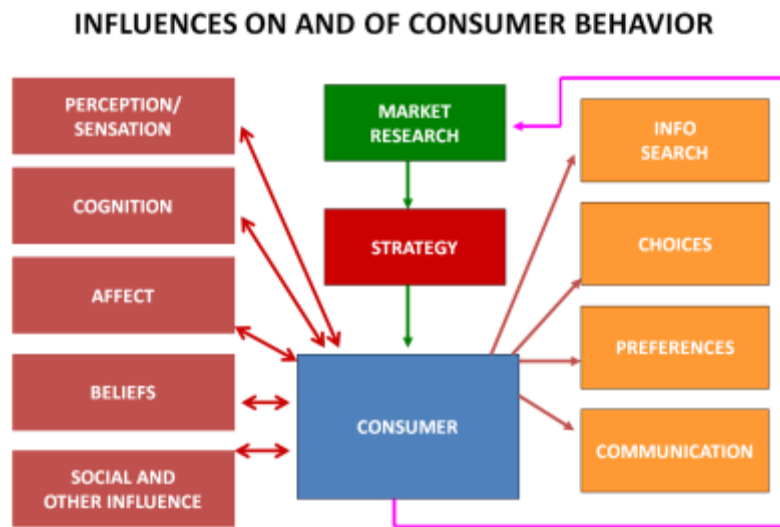 INFLUENCES ON AND OF CONSUMER BEHAVIOR
PERCEPTION/
SENSATION
COGNITION
AFFECT
BELIEFS
SOCIAL AND
OTHER INFLUENCE
MARKET
RESEARCH
STRATEGY
CONSUMER
INFO
SEARCH
CHOICES
PREFERENCES
COMMUNICATION